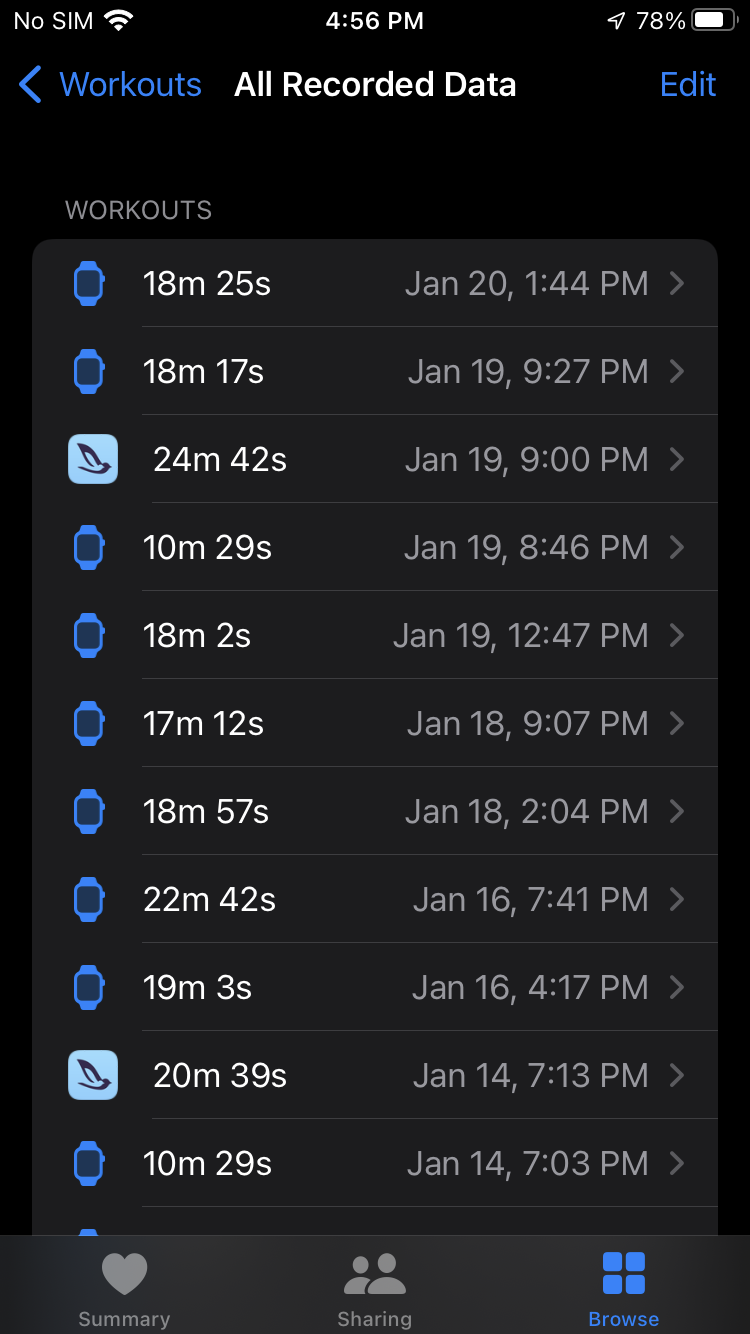 No SIM 4:56 PM 78%
Workouts All Recorded Data Edit
WORKOUTS
18m 25s Jan 20, 1:44 PM
18m 17s Jan 19, 9:27 PM
24m 42s Jan 19, 9:00 PM
10m 29s Jan 19, 8:46 PM
18m 2s Jan 19, 12:47 PM
17m 12s Jan 18, 9:07 PM
18m 57s Jan 18, 2:04 PM
22m 42s Jan 16, 7:41 PM
19m 3s Jan 16, 4:17 PM
20m 39s Jan 14, 7:13 PM
10m 29s Jan 14, 7:03 PM
Summary Sharing Browse